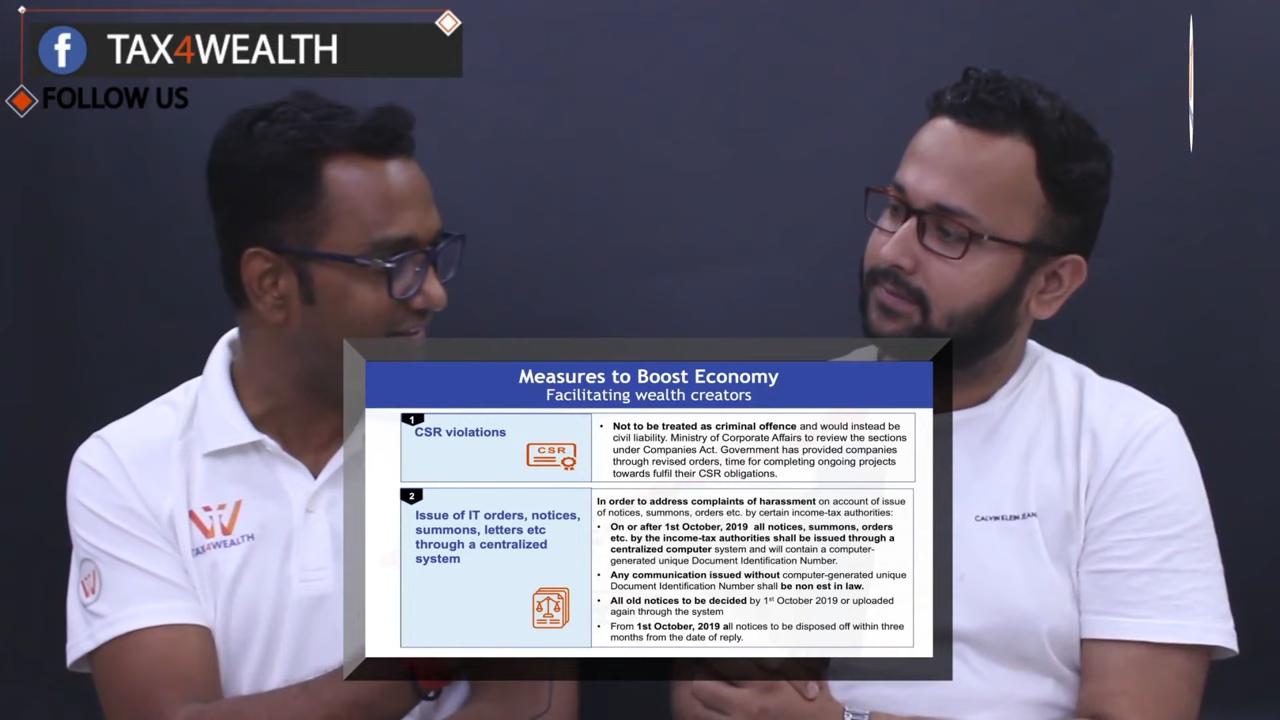 f TAX4WEALTH
FOLLOW US
Measures to Boost Economy
Facilitating wealth creators
1
CSR violations
CSR
• Not to be treated as criminal offence and would instead be
civil liability. Ministry of Corporate Affairs to review the sections
under Companies Act. Government has provided companies
through revised orders, time for completing ongoing projects
towards fulfil their CSR obligations.
2
Issue of IT orders, notices,
summons, letters etc
through a centralized
system
In order to address complaints of harassment on account of issue
of notices, summons, orders etc. by certain income-tax authorities:
• On or after 1st October, 2019 all notices, summons, orders
etc. by the income-tax authorities shall be issued through a
centralized computer system and will contain a computer-
generated unique Document Identification Number.
• Any communication issued without computer-generated unique
Document Identification Number shall be non est in law.
• All old notices to be decided by 1st October 2019 or uploaded
again through the system
• From 1st October, 2019 all notices to be disposed off within three
months from the date of reply.
TAX4WEALTH
CALVIN KLEIN JEANS